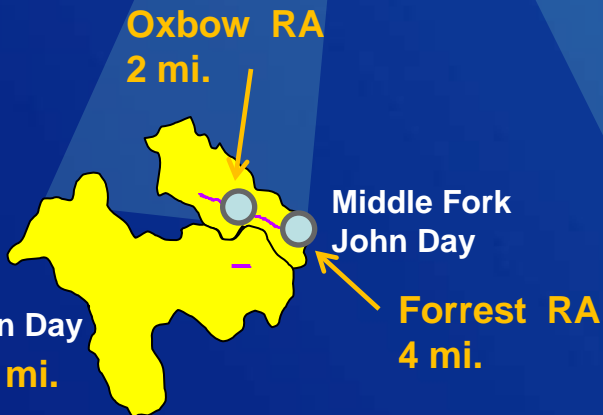 Oxbow RA
2 mi.
Middle Fork
John Day
Forrest RA
4 mi.
n Day
mi.